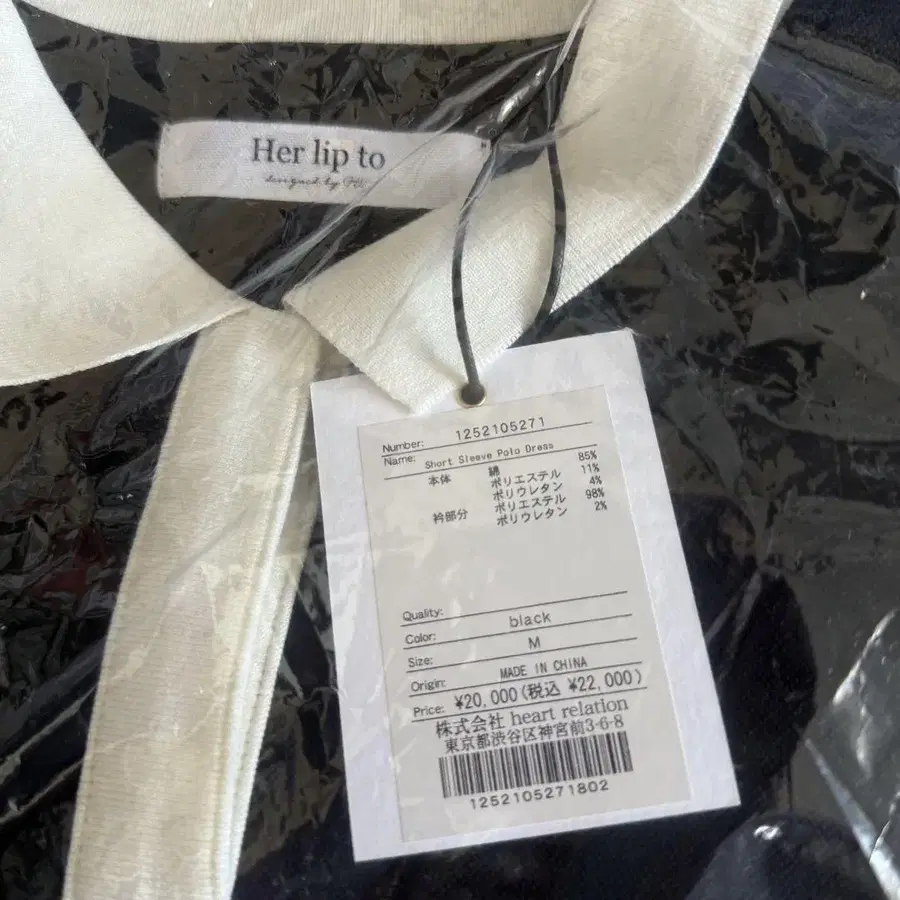 Her lip to
designed by
Number: 1252105271
Name: Short Sleeve Polo Dress
本体 綿 85%
ポリエステル 11%
ポリウレタン 4%
衿部分 ポリエステル 98%
ポリウレタン 2%
Quality:
Color: black
Size: M
Origin: MADE IN CHINA
Price: ¥20,000(税込 ¥22,000)
株式会社 heart relation
東京都渋谷区神宮前3-6-8
1252105271802